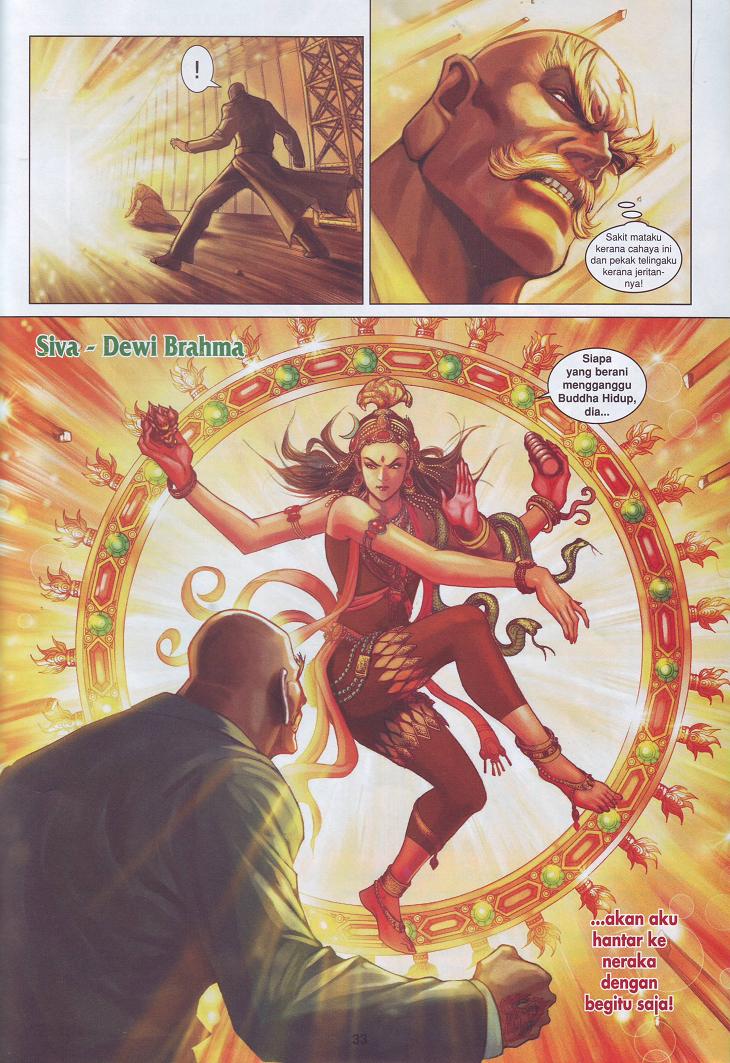 !
Sakit mataku
kerana cahaya ini
dan pekak telingaku
kerana jeritan-
nya!
Siva - Dewi Brahma
Siapa
yang berani
mengganggu
Buddha Hidup,
dia...
...akan aku
hantar ke
neraka
dengan
begitu saja!
33